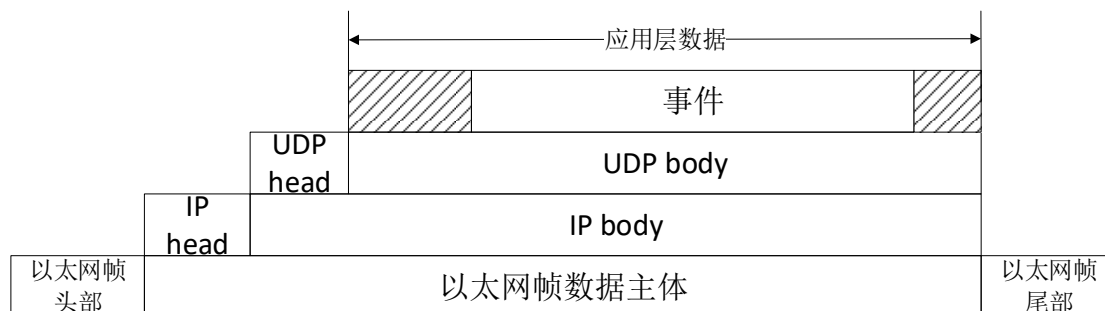 应用层数据
事件
UDP
head
UDP body
IP
head
IP body
以太网帧
头部
以太网帧数据主体
以太网帧
尾部